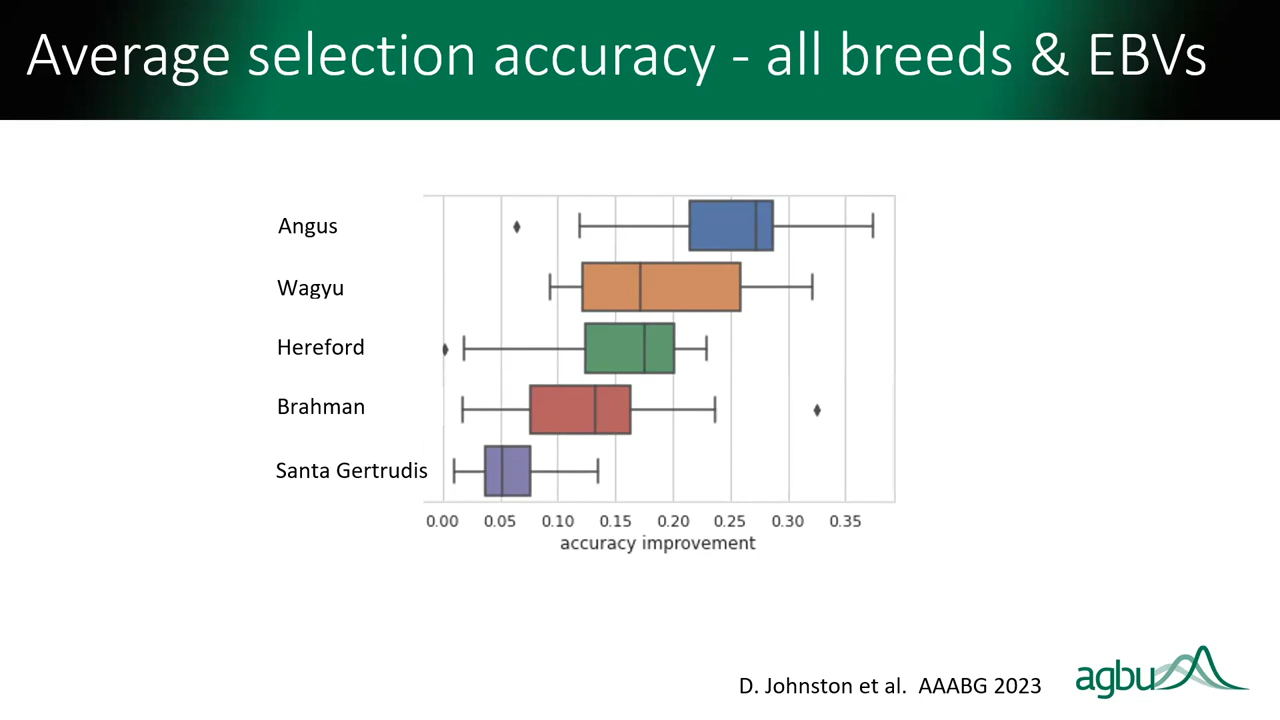 Average selection accuracy - all breeds & EBVs
Angus
Wagyu
Hereford
Brahman
Santa Gertrudis
0.00 0.05 0.10 0.15 0.20 0.25 0.30 0.35
accuracy improvement
D. Johnston et al. AAABG 2023
agbu